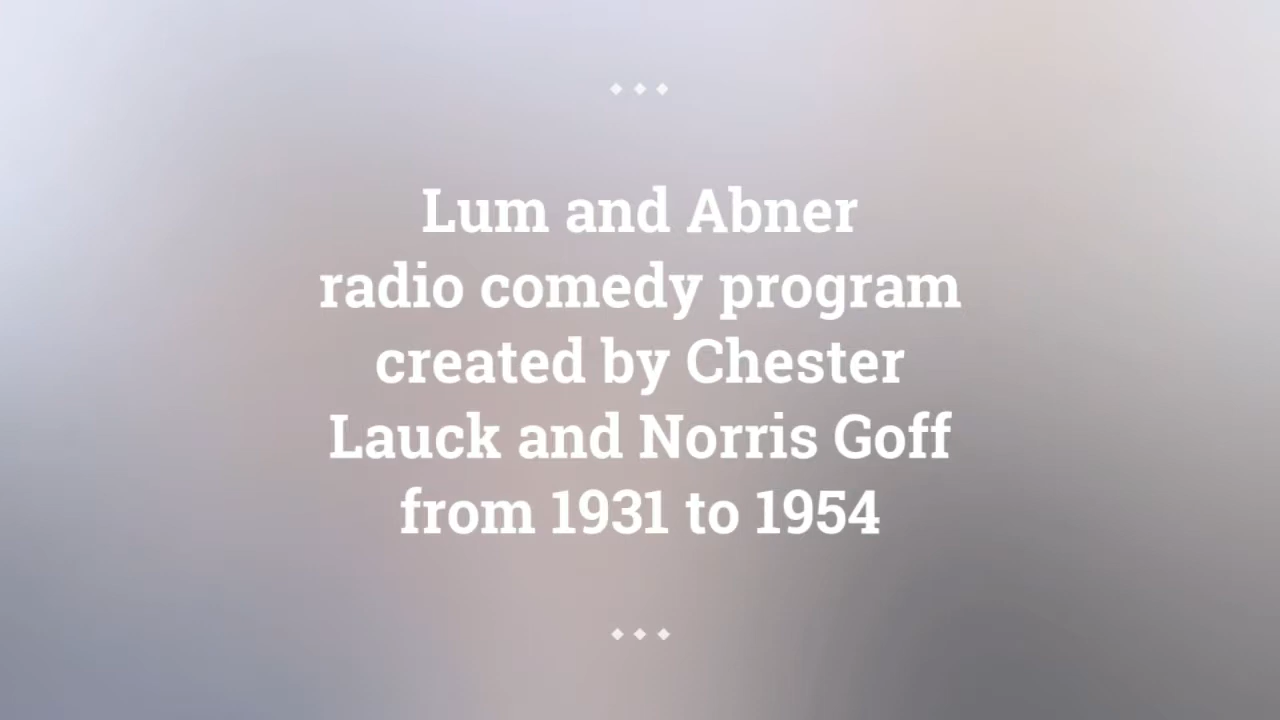 Lum and Abner
radio comedy program
created by Chester
Lauck and Norris Goff
from 1931 to 1954